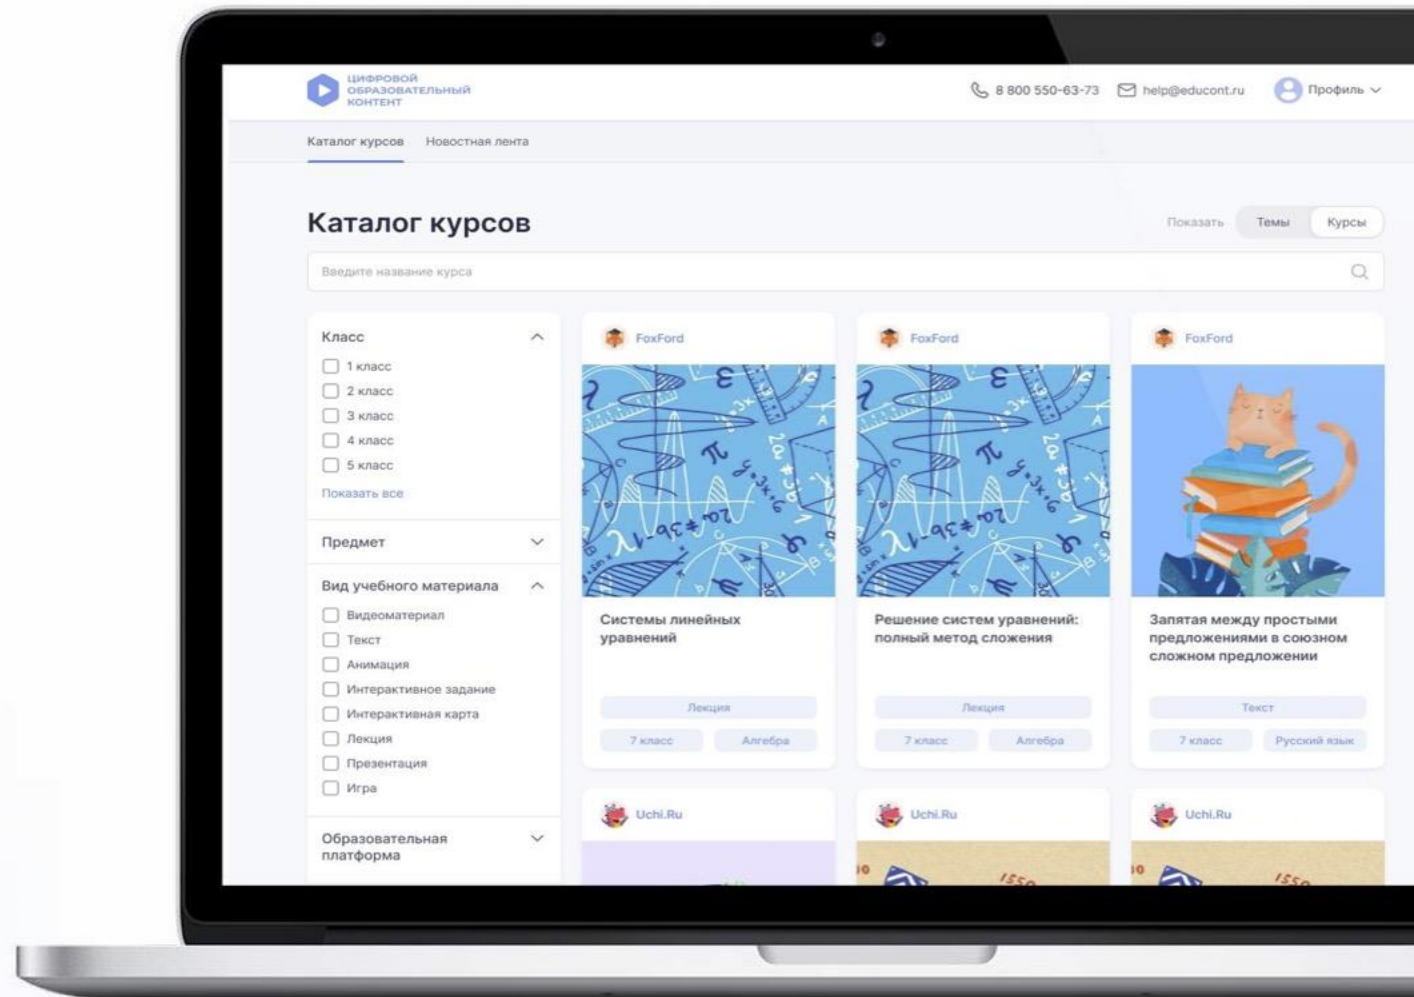 ЦИФРОВОЙ
ОБРАЗОВАТЕЛЬНЫЙ
КОНТЕНТ
8 800 550-63-73
help@educont.ru
Профиль
Каталог курсов
Новостная лента
Каталог курсов
Показать
Темы
Курсы
Введите название курса
Класс
1 класс
2 класс
3 класс
4 класс
5 класс
Показать все
Предмет
Вид учебного материала
Видеоматериал
Текст
Анимация
Интерактивное задание
Интерактивная карта
Лекция
Презентация
Игра
Образовательная
платформа
FoxFord
Системы линейных
уравнений
Лекция
7 класс
Алгебра
FoxFord
Решение систем уравнений:
полный метод сложения
Лекция
7 класс
Алгебра
FoxFord
Запятая между простыми
предложениями в союзном
сложном предложении
Текст
7 класс
Русский язык
Uchi.Ru
Uchi.Ru
1550
Uchi.Ru
1550